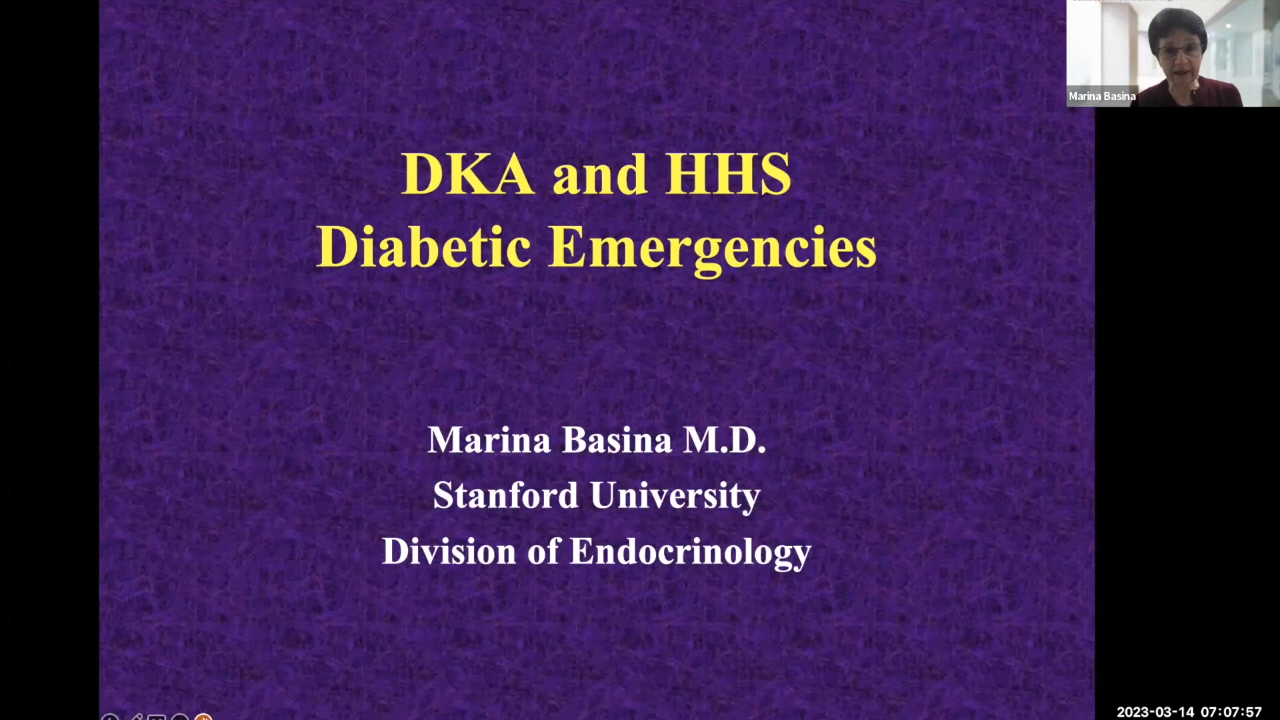 DKA and HHS
Diabetic Emergencies
Marina Basina M.D.
Stanford University
Division of Endocrinology
Marina Basina
2023-03-14 07:07:57